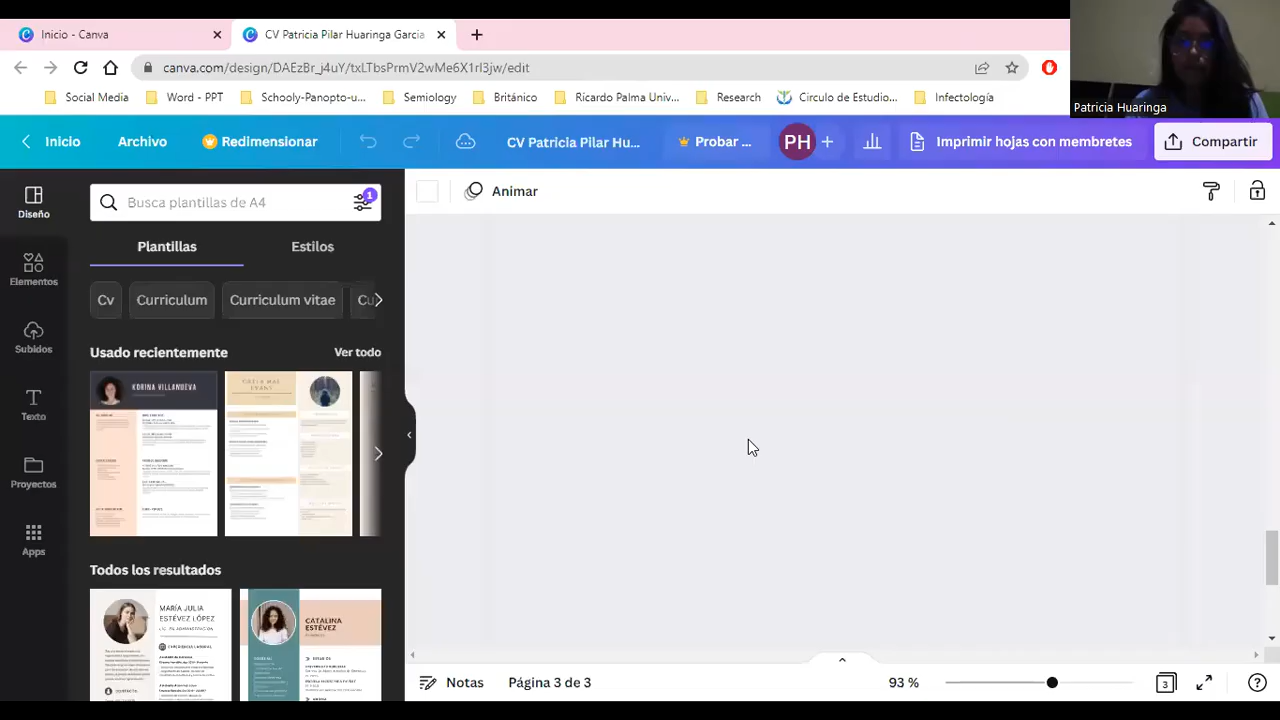 Inicio - Canva
CV Patricia Pilar Huaringa Garcia
canva.com/design/DAEzBr_j4uY/txLTbsPrmV2wMe6X1rl3jw/edit
Patricia Huaringa
Social Media
Word - PPT
Schooly-Panopto-u...
Semiology
Británico
Ricardo Palma Univ...
Research
Circulo de Estudio...
Infectología
Inicio
Archivo
Redimensionar
CV Patricia Pilar Hu...
Probar ...
PH
Imprimir hojas con membretes
Compartir
Diseño
Elementos
Subidos
Texto
Proyectos
Apps
Busca plantillas de A4
1
Plantillas
Estilos
Cv
Curriculum
Curriculum vitae
Cu
Usado recientemente
Ver todo
KORINA VILLANUEVA
Todos los resultados
MARÍA JULIA
ESTÉVEZ LÓPEZ
CATALINA
ESTÉVEZ
Animar
Notas
Página 3 de 3
93 %
3